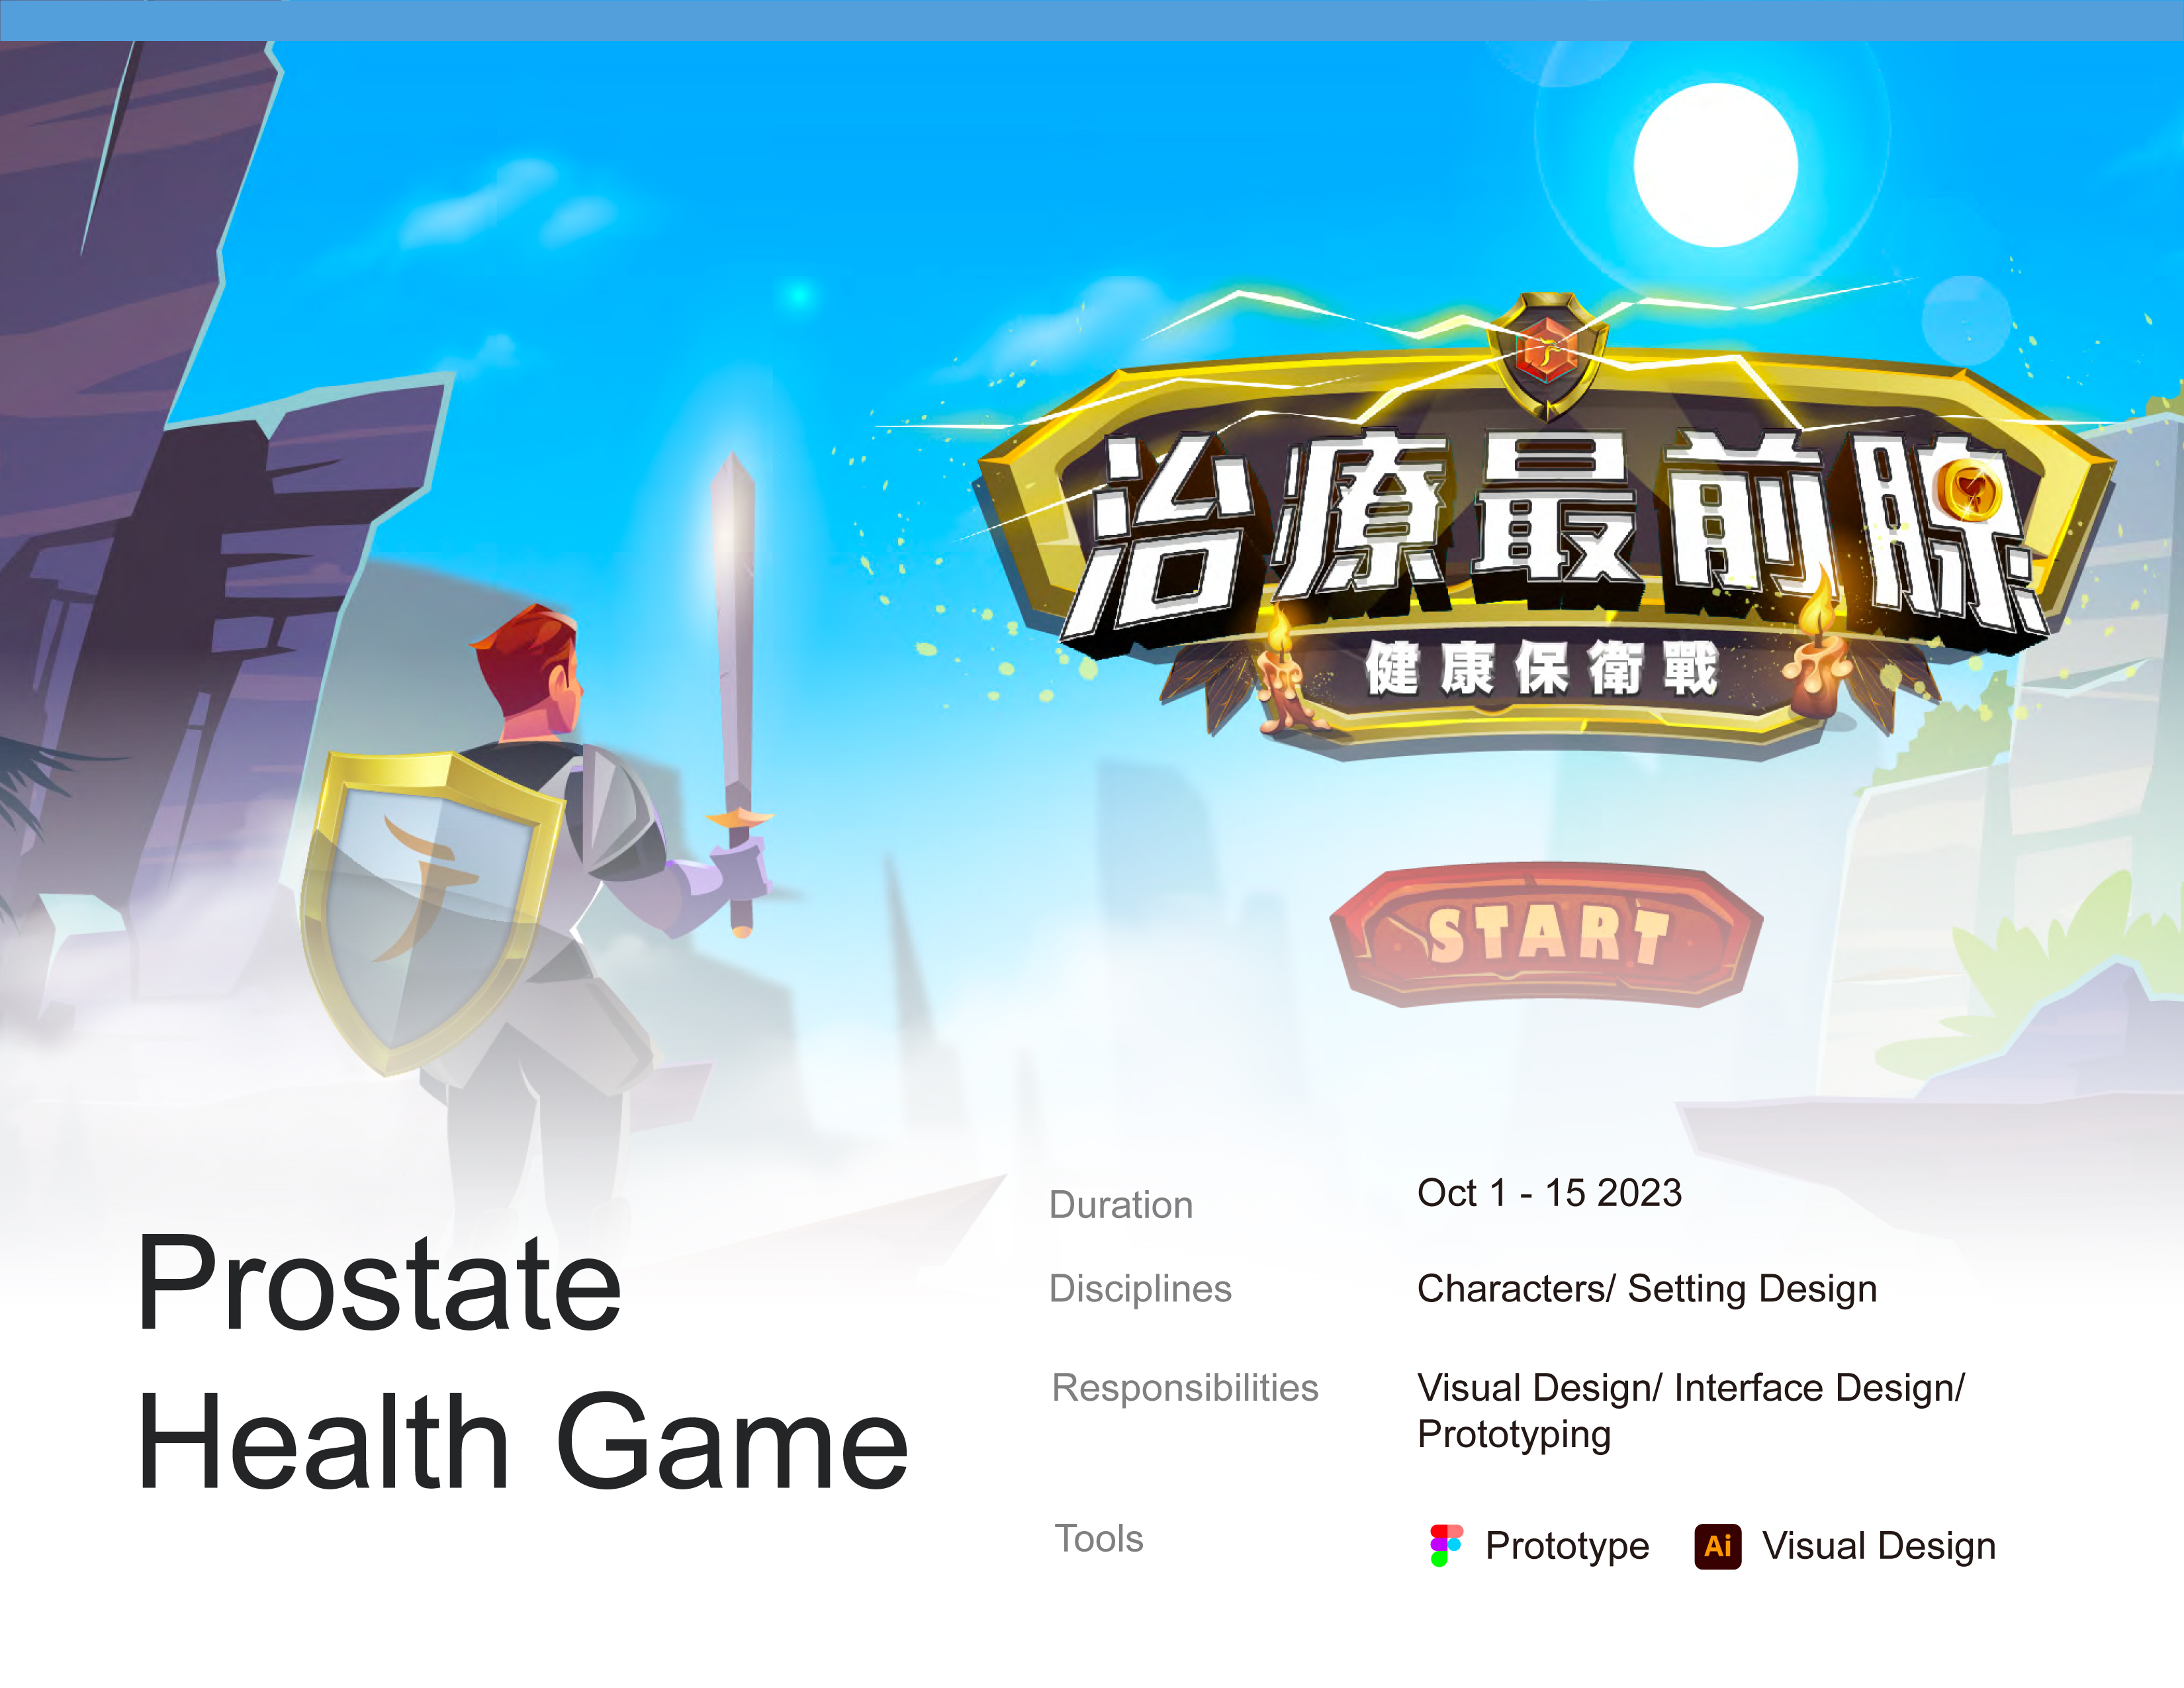 治療最前腺
健康保衛戰
START
Prostate
Health Game
Duration
Oct 1 - 15 2023
Disciplines
Characters/ Setting Design
Responsibilities
Visual Design/ Interface Design/
Prototyping
Tools
Prototype
Ai
Visual Design